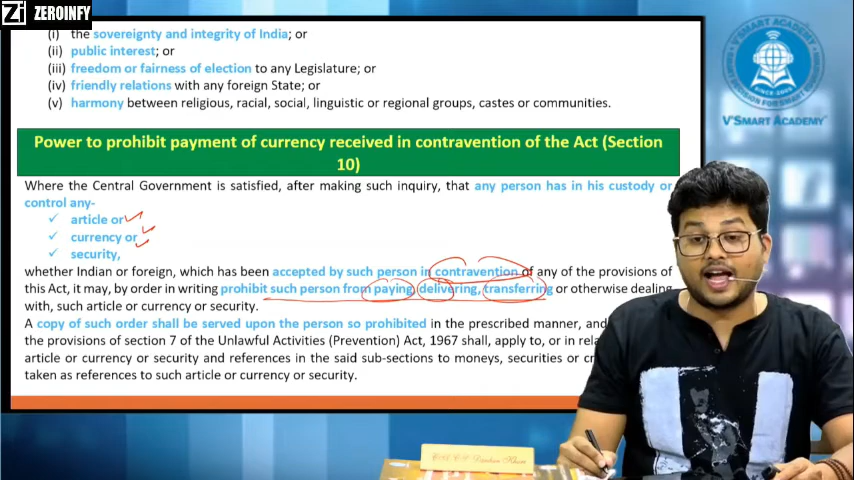 Zi ZEROINFY
(i) the sovereignty and integrity of India; or
(ii) public interest; or
(iii) freedom or fairness of election to any Legislature; or
(iv) friendly relations with any foreign State; or
(v) harmony between religious, racial, social, linguistic or regional groups, castes or communities.
V'SMART ACADEMY
SINCE-2006
V'SMART ACADEMY
Power to prohibit payment of currency received in contravention of the Act (Section
10)
Where the Central Government is satisfied, after making such inquiry, that any person has in his custody or
control any-
✓ article or
✓ currency or
✓ security,
whether Indian or foreign, which has been accepted by such person in contravention of any of the provisions of
this Act, it may, by order in writing prohibit such person from paying, delivering, transferring or otherwise dealing
with, such article or currency or security.
A copy of such order shall be served upon the person so prohibited in the prescribed manner, and
the provisions of section 7 of the Unlawful Activities (Prevention) Act, 1967 shall, apply to, or in
article or currency or security and references in the said sub-sections to moneys, securities or
taken as references to such article or currency or security.